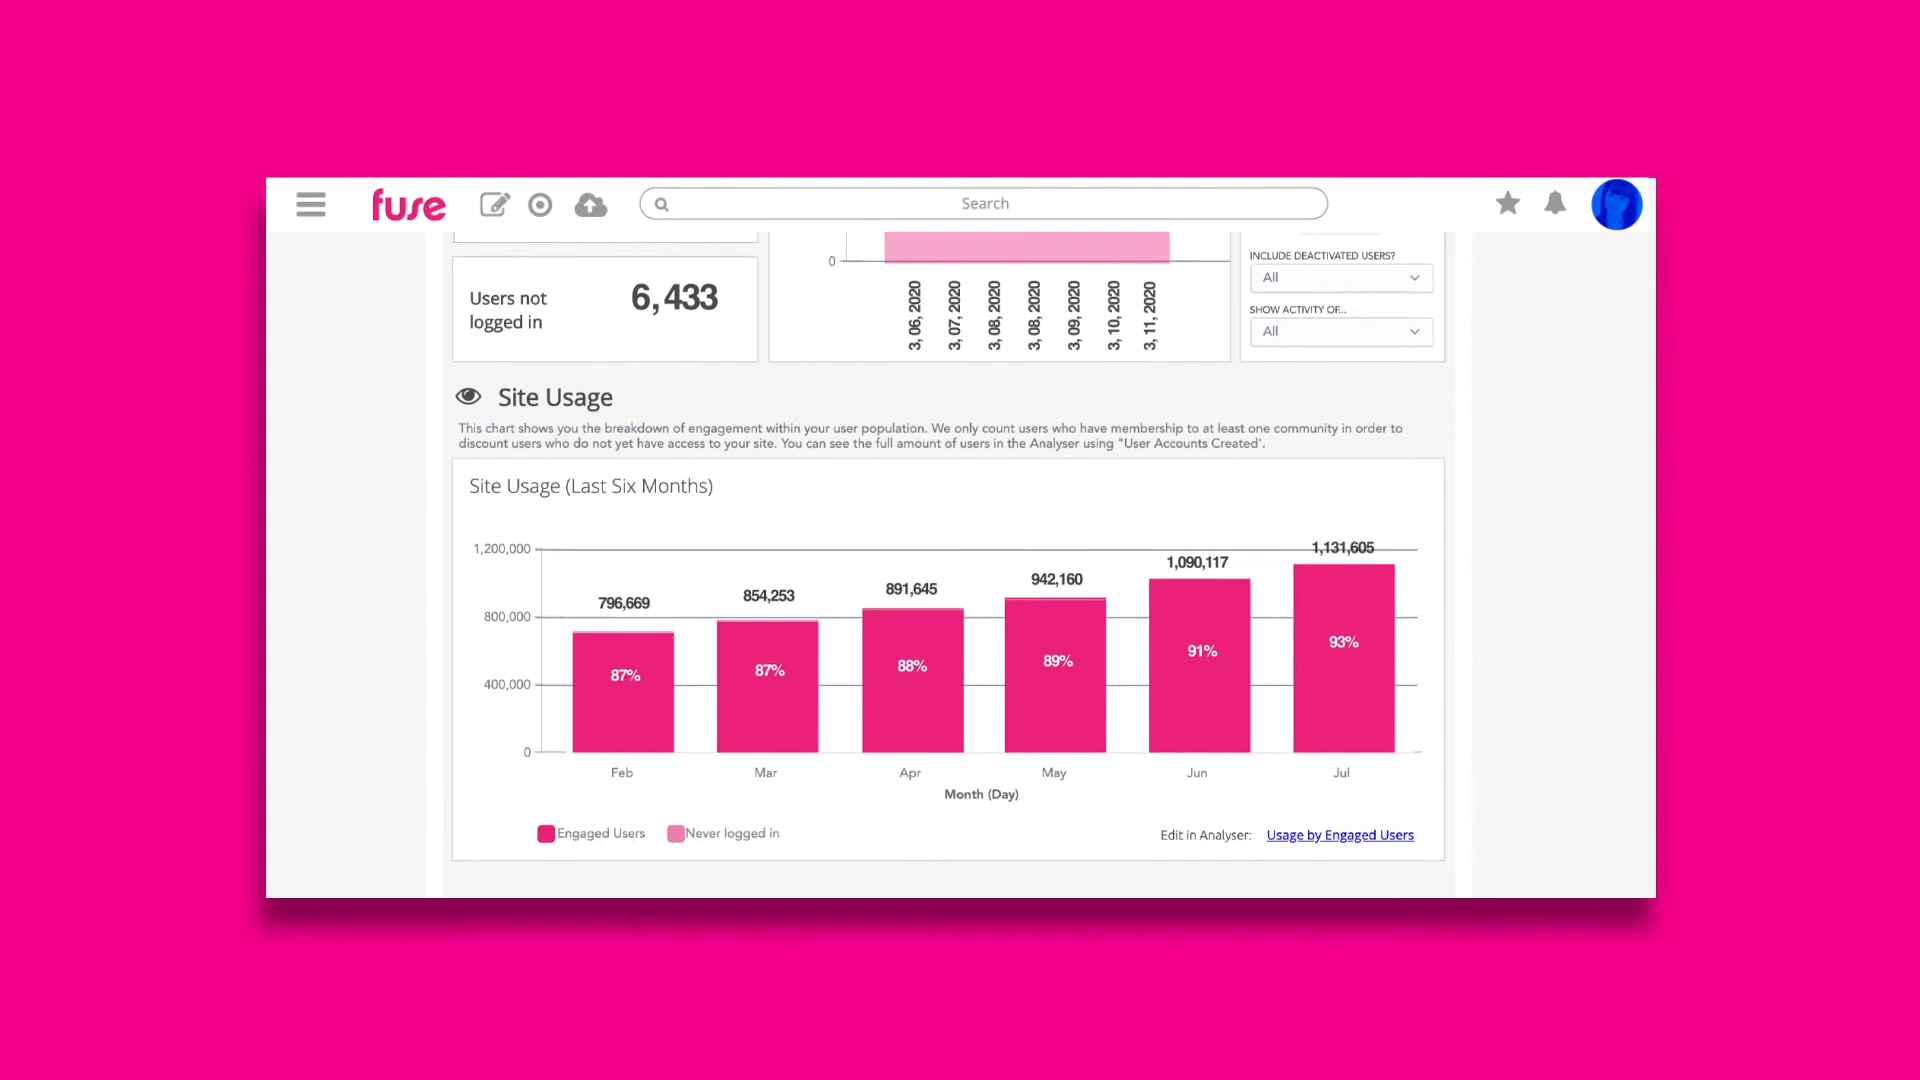 fuse
Search
Users not
logged in
6,433
0
3, 06, 2020
3, 07, 2020
3, 08, 2020
3, 08, 2020
3, 09, 2020
3, 10, 2020
3, 11, 2020
INCLUDE DEACTIVATED USERS?
All
SHOW ACTIVITY OF...
All
Site Usage
This chart shows you the breakdown of engagement within your user population. We only count users who have membership to at least one community in order to
discount users who do not yet have access to your site. You can see the full amount of users in the Analyser using "User Accounts Created'.
Site Usage (Last Six Months)
1,200,000
800,000
400,000
0
796,669
854,253
891,645
942,160
1,090,117
1,131,605
87%
87%
88%
89%
91%
93%
Feb
Mar
Apr
May
Jun
Jul
Month (Day)
Engaged Users
Never logged in
Edit in Analyser: Usage by Engaged Users